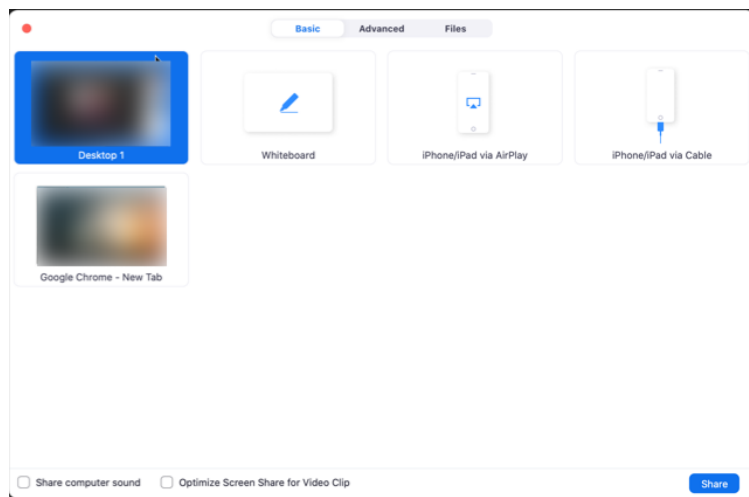 Basic Advanced Files
Desktop 1 Whiteboard iPhone/iPad via AirPlay iPhone/iPad via Cable
Google Chrome - New Tab
Share computer sound Optimize Screen Share for Video Clip Share